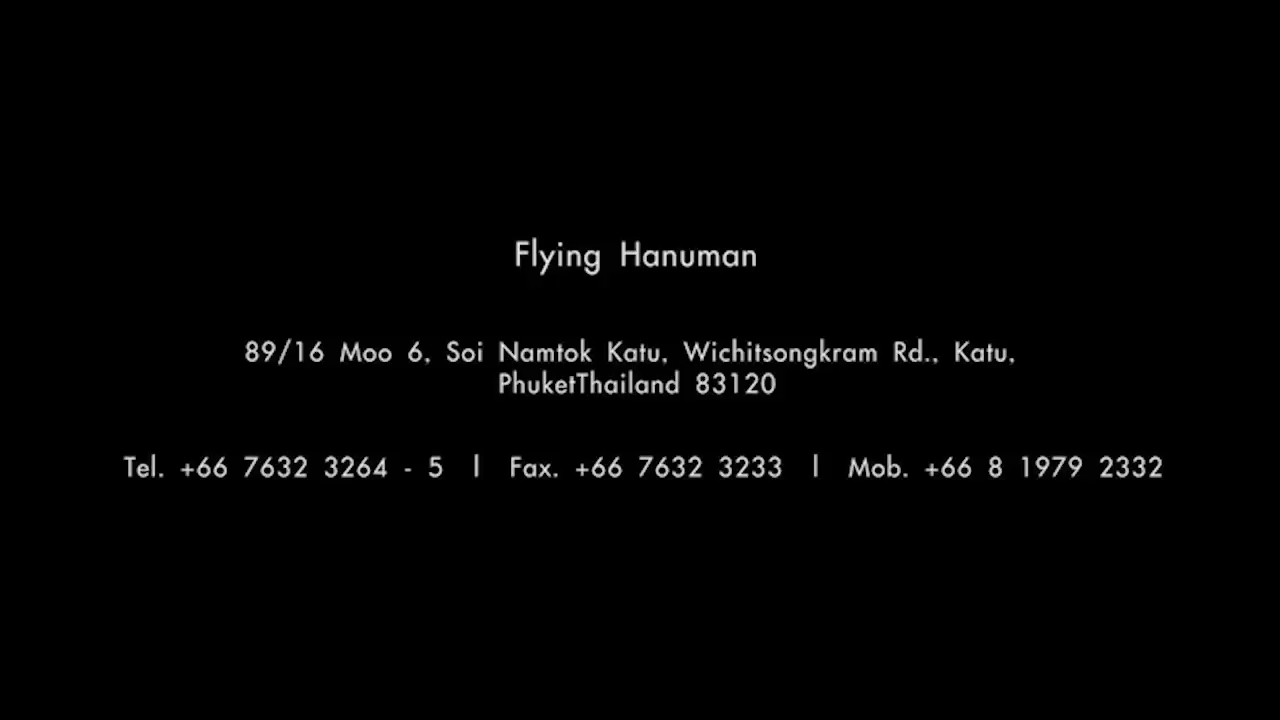 Flying Hanuman
89/16 Moo 6, Soi Namtok Katu, Wichitsongkram Rd., Katu,
PhuketThailand 83120
Tel. +66 7632 3264 - 5 | Fax. +66 7632 3233 | Mob. +66 8 1979 2332